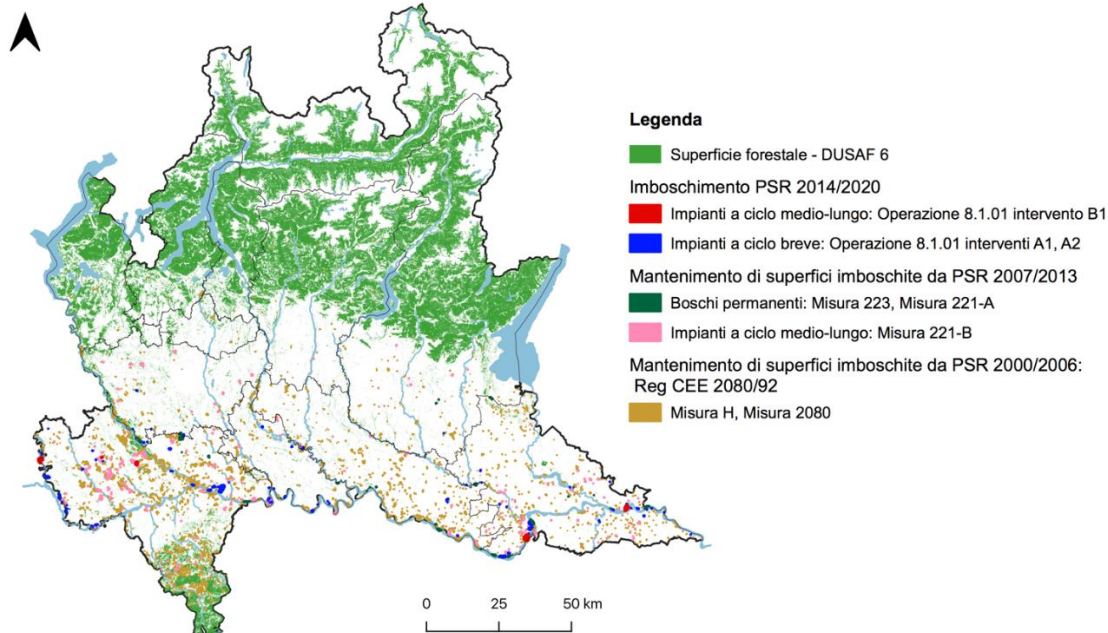 Legenda
Superficie forestale - DUSAF 6
Imboschimento PSR 2014/2020
Impianti a ciclo medio-lungo: Operazione 8.1.01 intervento B1
Impianti a ciclo breve: Operazione 8.1.01 interventi A1, A2
Mantenimento di superfici imboschite da PSR 2007/2013
Boschi permanenti: Misura 223, Misura 221-A
Impianti a ciclo medio-lungo: Misura 221-B
Mantenimento di superfici imboschite da PSR 2000/2006:
Reg CEE 2080/92
Misura H, Misura 2080
0 25 50 km